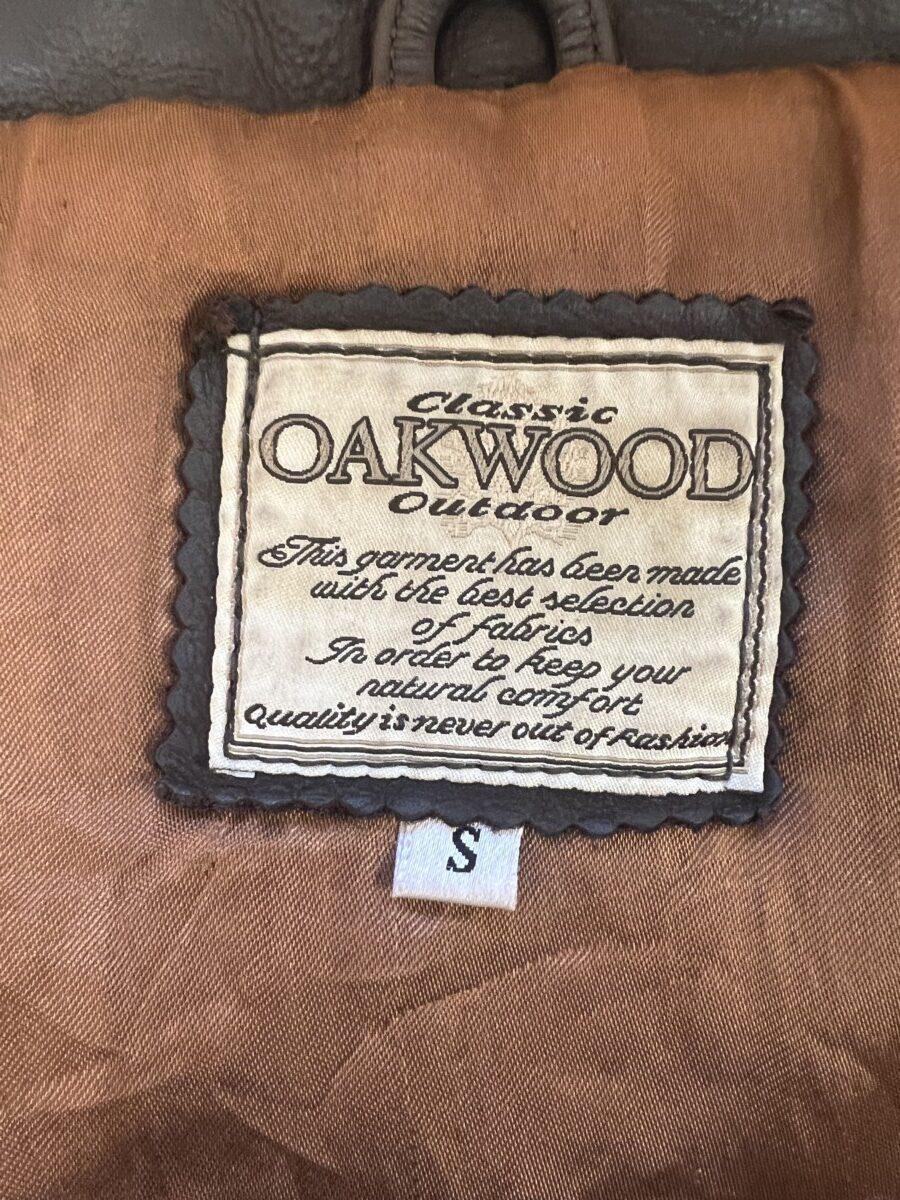 Classic
OAKWOOD
Outdoor
This garment has been made
with the best selection
of fabrics
In order to keep your
natural comfort
Quality is never out of Fashion
S